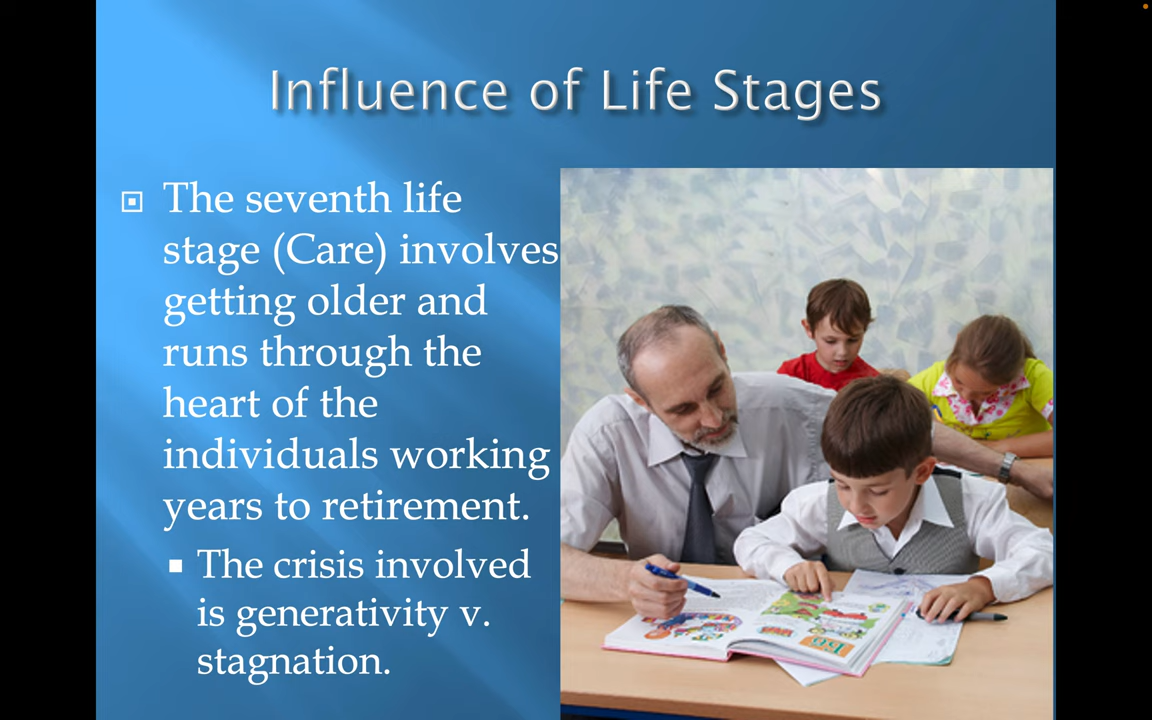 Influence of Life Stages
The seventh life
stage (Care) involves
getting older and
runs through the
heart of the
individuals working
years to retirement.
The crisis involved
is generativity v.
stagnation.